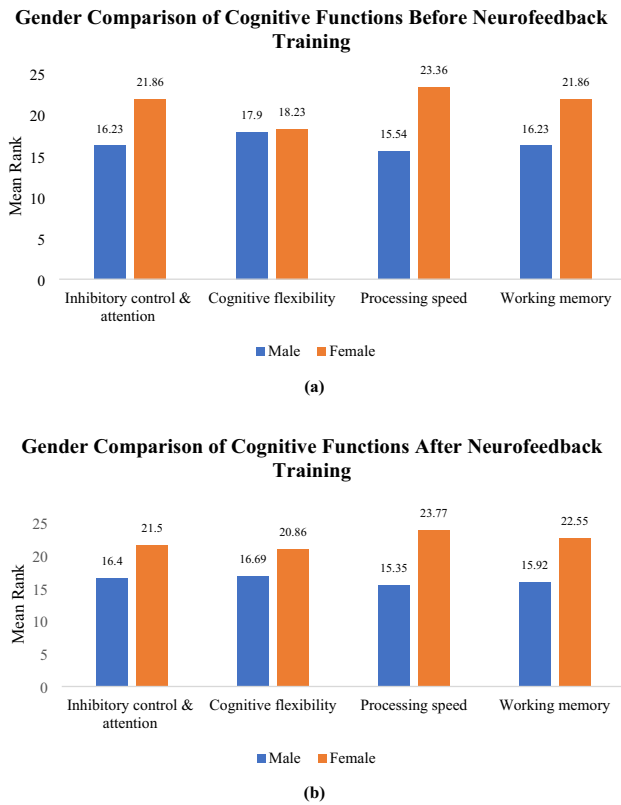 Gender Comparison of Cognitive Functions Before Neurofeedback
Training
25
20
15
10
5
0
Mean Rank
16.23
21.86
17.9
18.23
15.54
23.36
16.23
21.86
Inhibitory control &
attention
Cognitive flexibility
Processing speed
Working memory
Male
Female
(a)
Gender Comparison of Cognitive Functions After Neurofeedback
Training
25
20
15
10
5
0
Mean Rank
16.4
21.5
16.69
20.86
15.35
23.77
15.92
22.55
Inhibitory control &
attention
Cognitive flexibility
Processing speed
Working memory
Male
Female
(b)